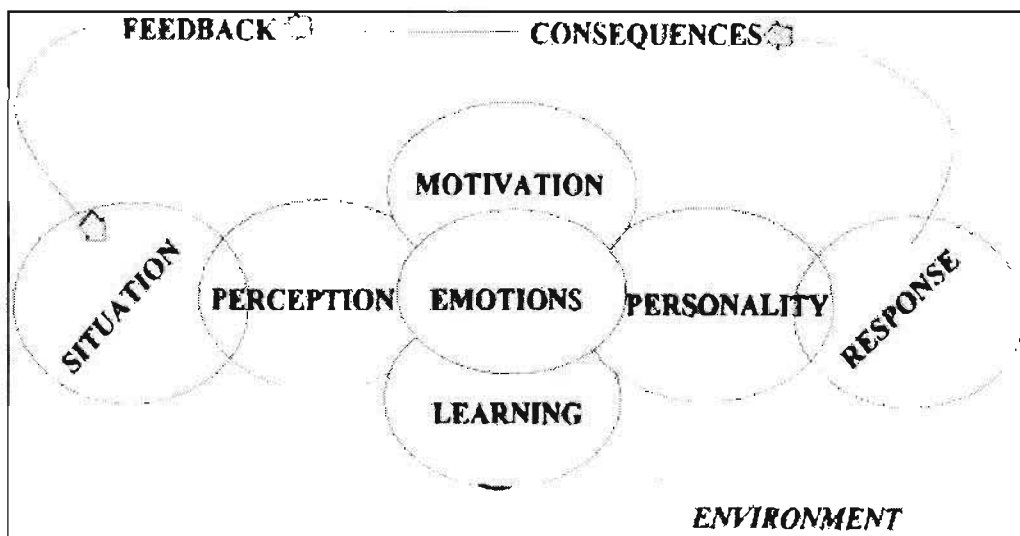 FEEDBACK CONSEQUENCES
MOTIVATION
SITUATION PERCEPTION EMOTIONS PERSONALITY RESPONSE
LEARNING
ENVIRONMENT